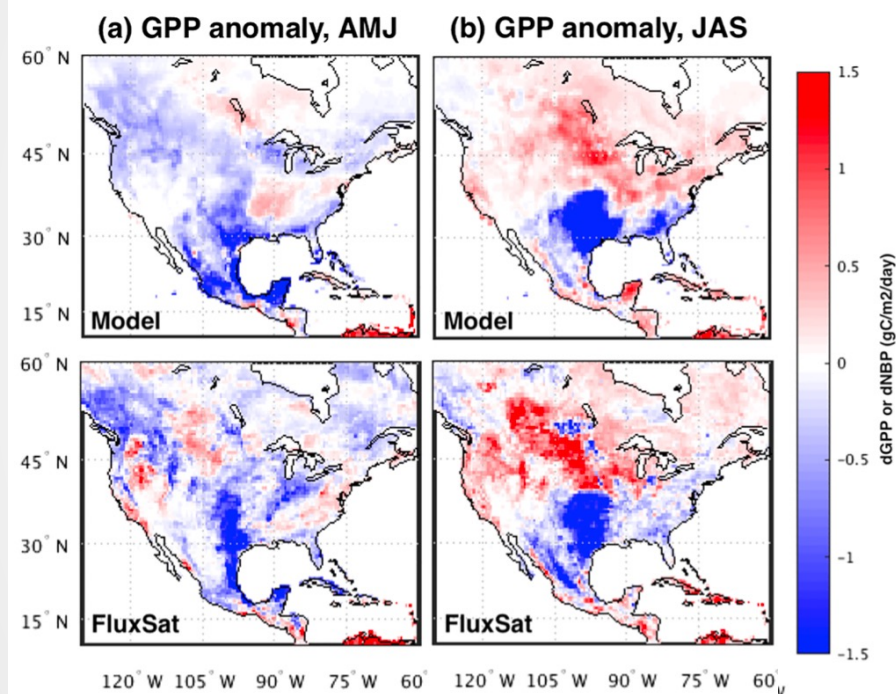 (a) GPP anomaly, AMJ
(b) GPP anomaly, JAS
60° N
45° N
30° N
15° N
Model
Model
1.5
1
0.5
0
−0.5
−1
−1.5
dGPP or dNBP (gC/m2/day)
60° N
45° N
30° N
15° N
FluxSat
FluxSat
120° W 105° W 90° W 75° W 60°
120° W 105° W 90° W 75° W 60°